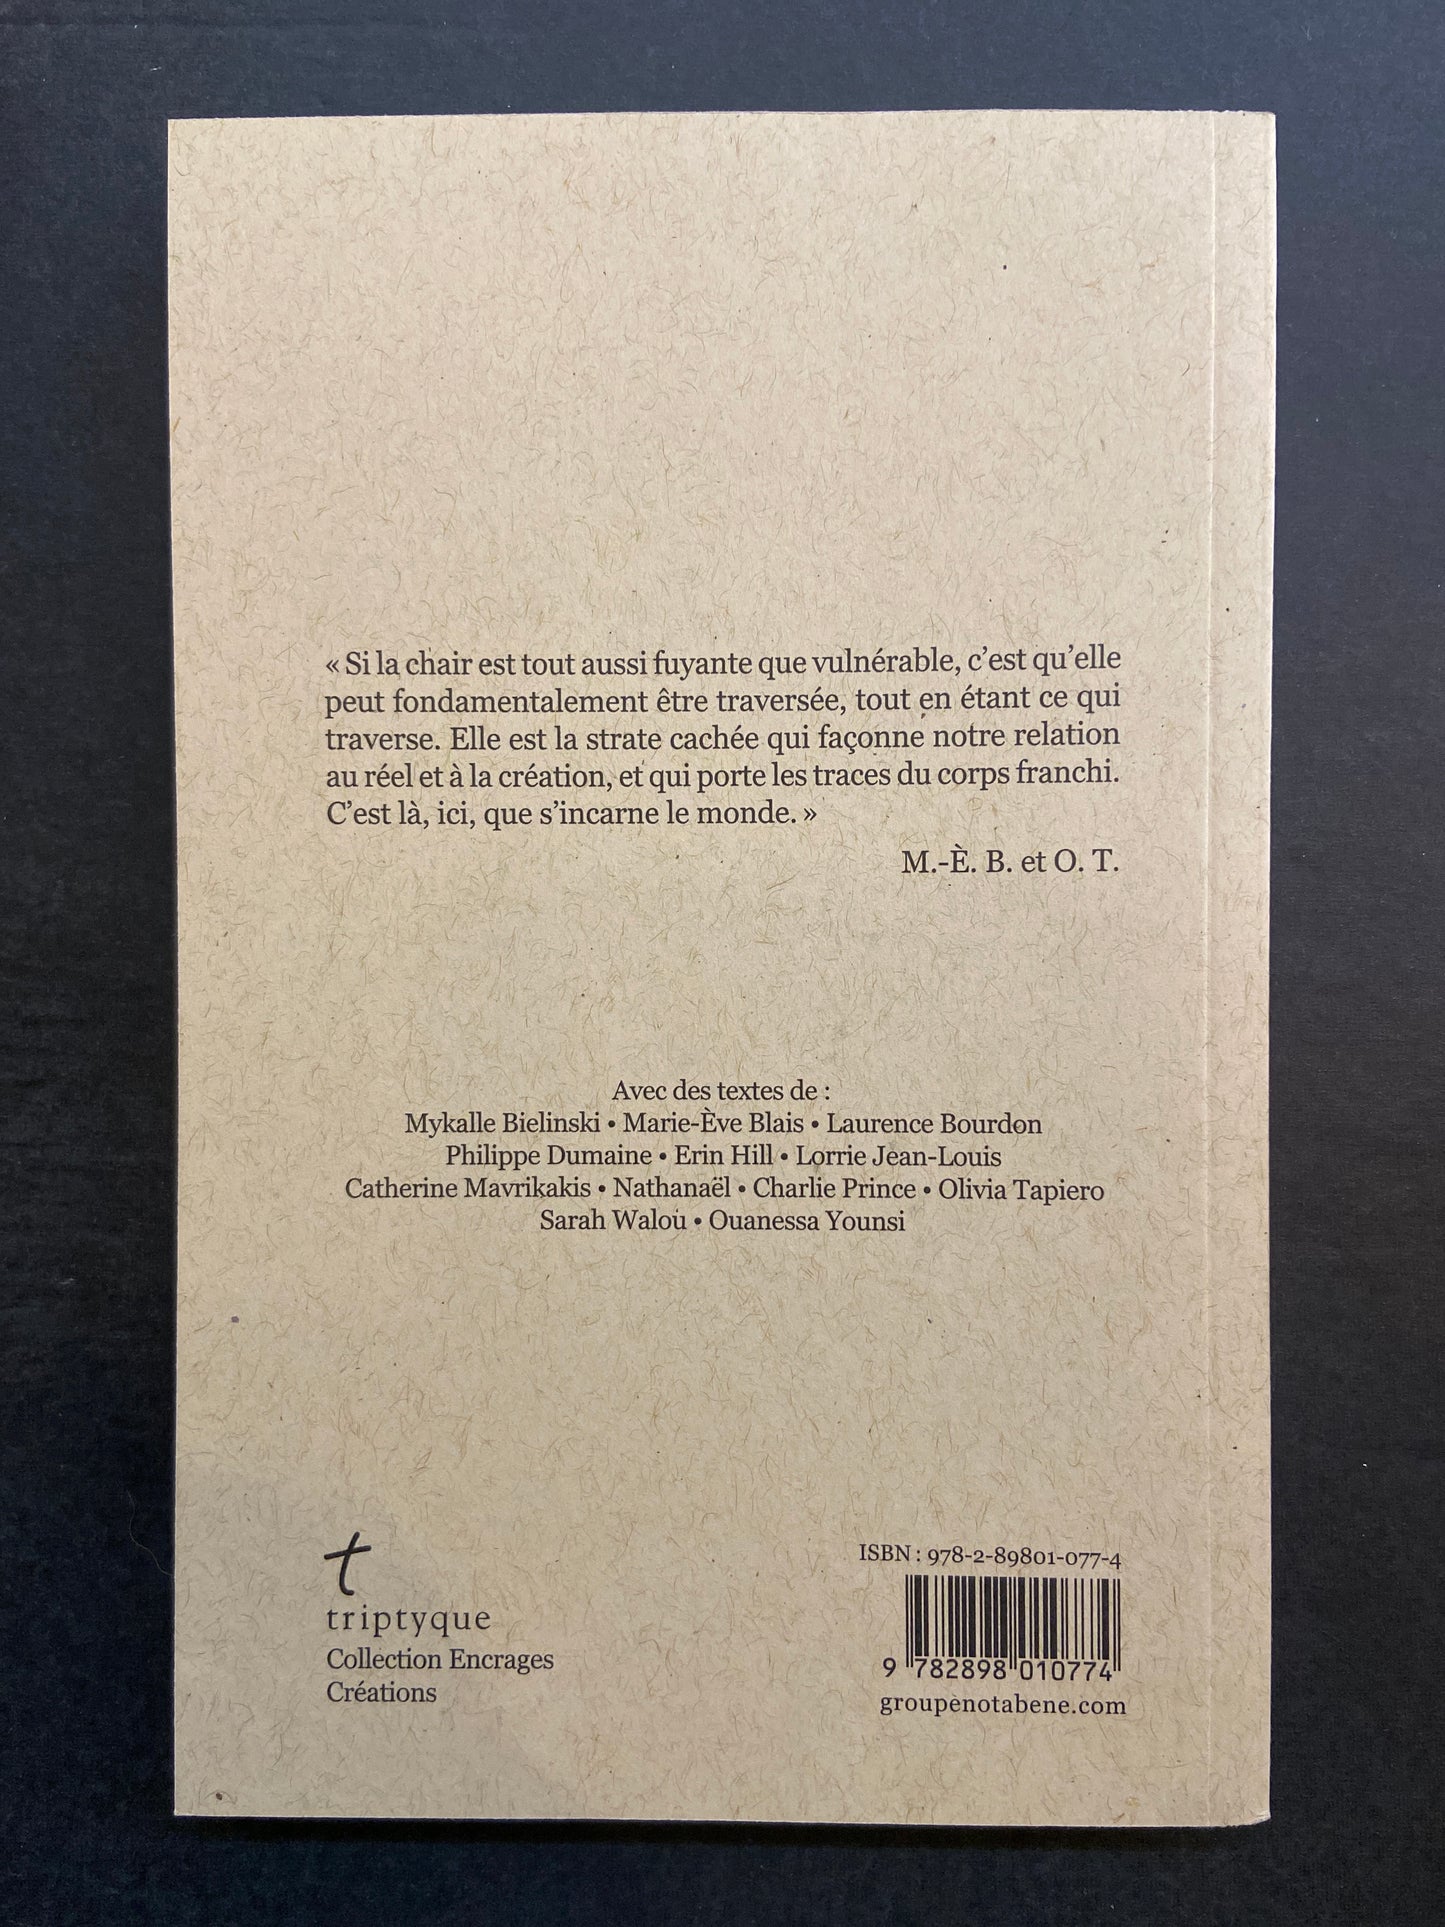 « Si la chair est tout aussi fuyante que vulnérable, c’est qu’elle
peut fondamentalement être traversée, tout en étant ce qui
traverse. Elle est la strate cachée qui façonne notre relation
au réel et à la création, et qui porte les traces du corps franchi.
C’est là, ici, que s’incarne le monde. »
M.-È. B. et O. T.
Avec des textes de :
Mykalle Bielinski • Marie-Ève Blais • Laurence Bourdon
Philippe Dumaine • Erin Hill • Lorrie Jean-Louis
Catherine Mavrikakis • Nathanaël • Charlie Prince • Olivia Tapiero
Sarah Walou • Ouanessa Younsi
t
triptyque
Collection Encrages
Créations
ISBN : 978-2-89801-077-4
9 782898 010774
groupenotabene.com